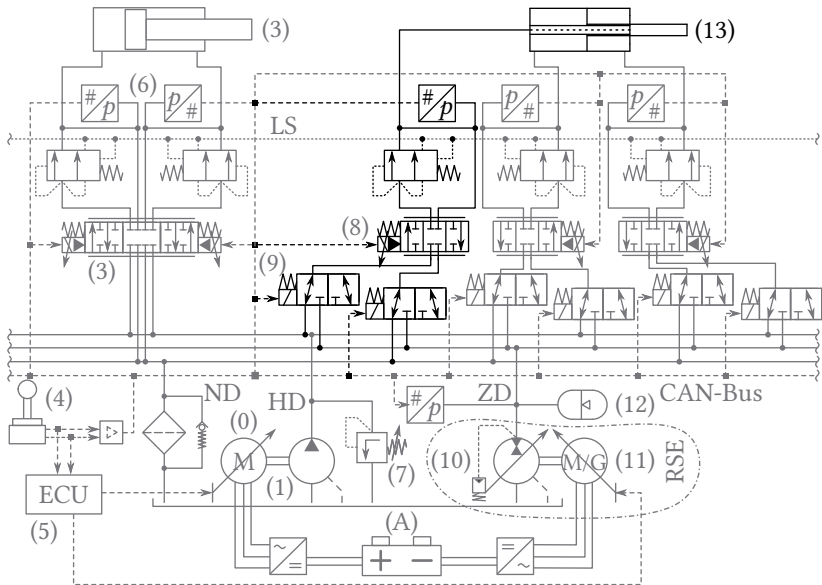 (3) (13)
# p (6) p # # p p # p #
LS
(8)
(3) (9)
ND HD ZD CAN-Bus
(4) # p (12)
(0)
M (1) (7) (10) M/G (11) RSE
ECU
(5) (A)
~ = + − = ~